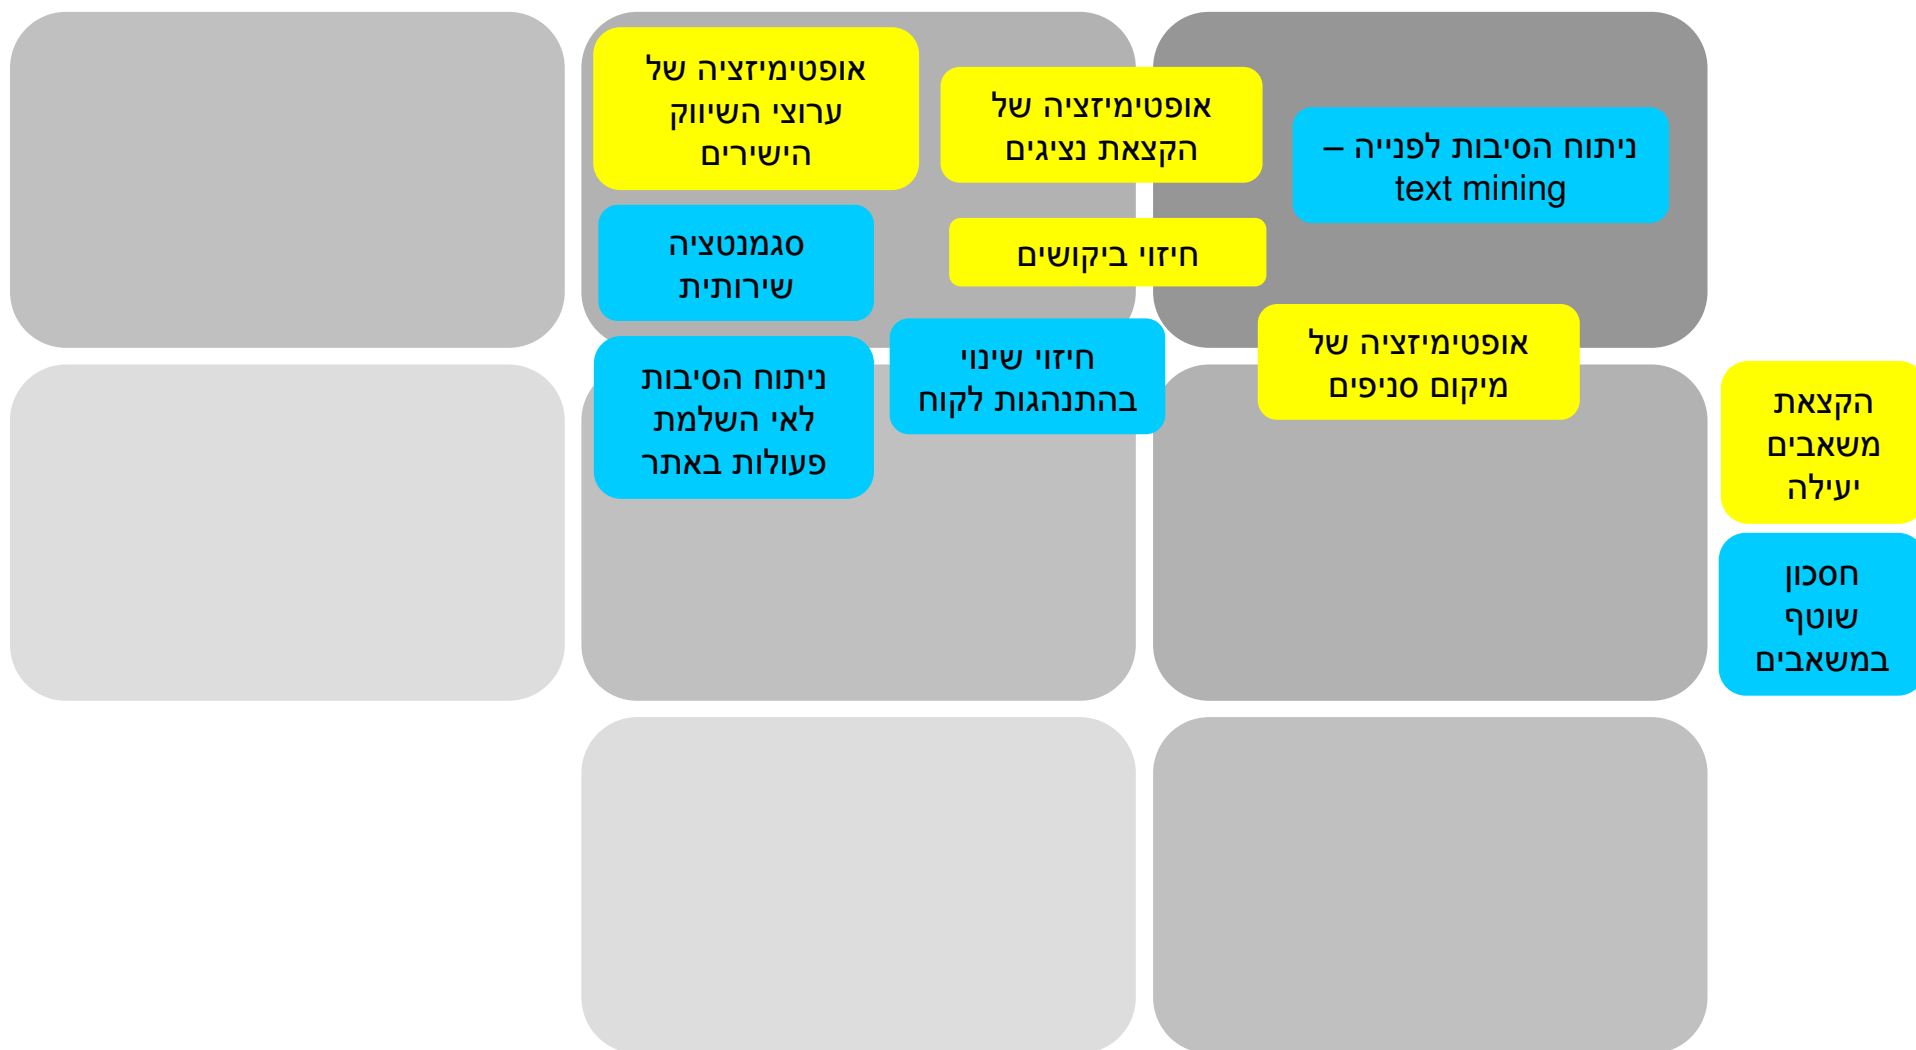 ניתוח הסיבות לפנייה –
text mining
אופטימיזציה של
הקצאת נציגים
אופטימיזציה של
ערוצי השיווק
הישירים
חיזוי ביקושים
סגמנטציה
שירותית
אופטימיזציה של
מיקום סניפים
חיזוי שינוי
בהתנהגות לקוח
ניתוח הסיבות
לאי השלמת
פעולות באתר
הקצאת
משאבים
יעילה
חסכון
שוטף
במשאבים